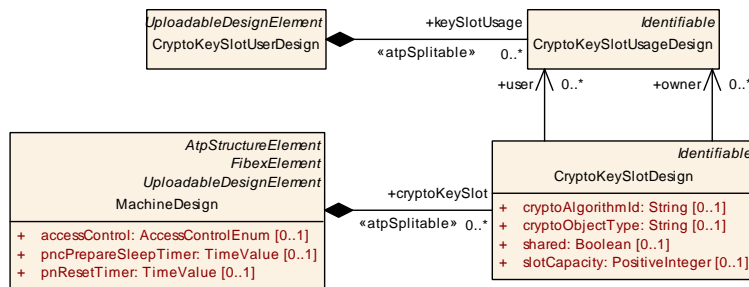 UploadableDesignElement
CryptoKeySlotUserDesign
+keySlotUsage
«atpSplitable»
0..*
Identifiable
CryptoKeySlotUsageDesign
+user
0..*
+owner
0..*
AtpStructureElement
FibexElement
UploadableDesignElement
MachineDesign
+ accessControl: AccessControlEnum [0..1]
+ pncPrepareSleepTimer: TimeValue [0..1]
+ pnResetTimer: TimeValue [0..1]
+cryptoKeySlot
«atpSplitable»
0..*
Identifiable
CryptoKeySlotDesign
+ cryptoAlgorithmId: String [0..1]
+ cryptoObjectType: String [0..1]
+ shared: Boolean [0..1]
+ slotCapacity: PositiveInteger [0..1]